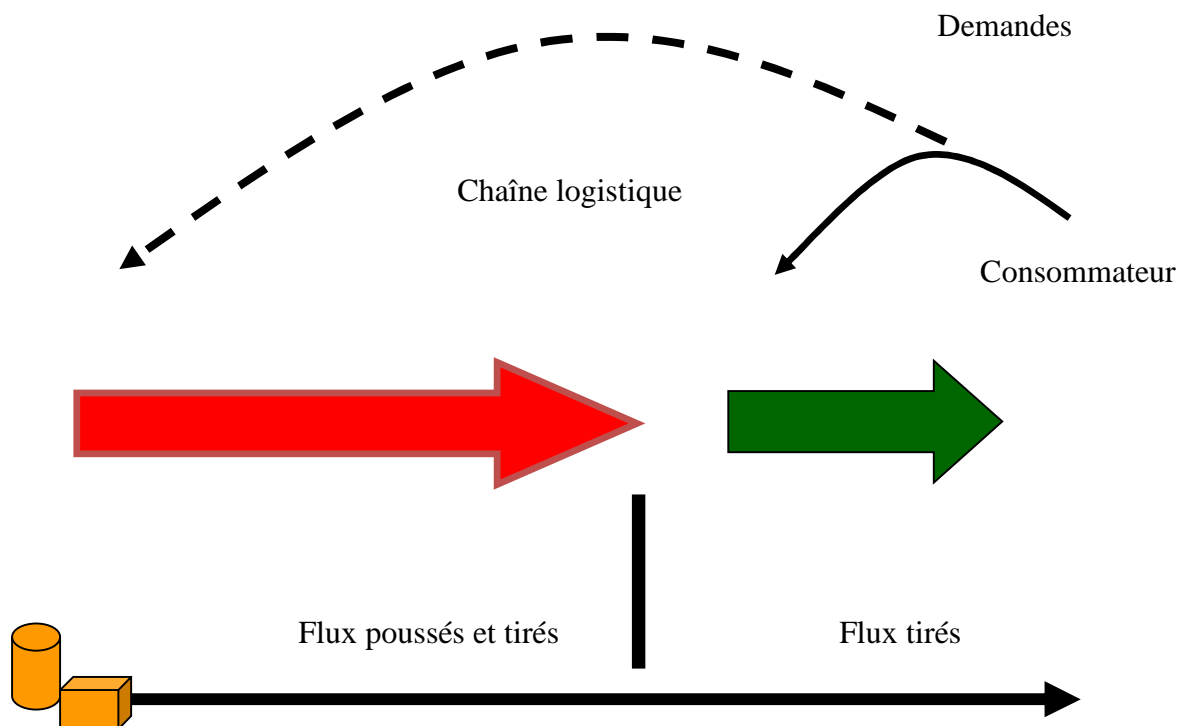 Demandes
Chaîne logistique
Consommateur
Flux poussés et tirés
Flux tirés